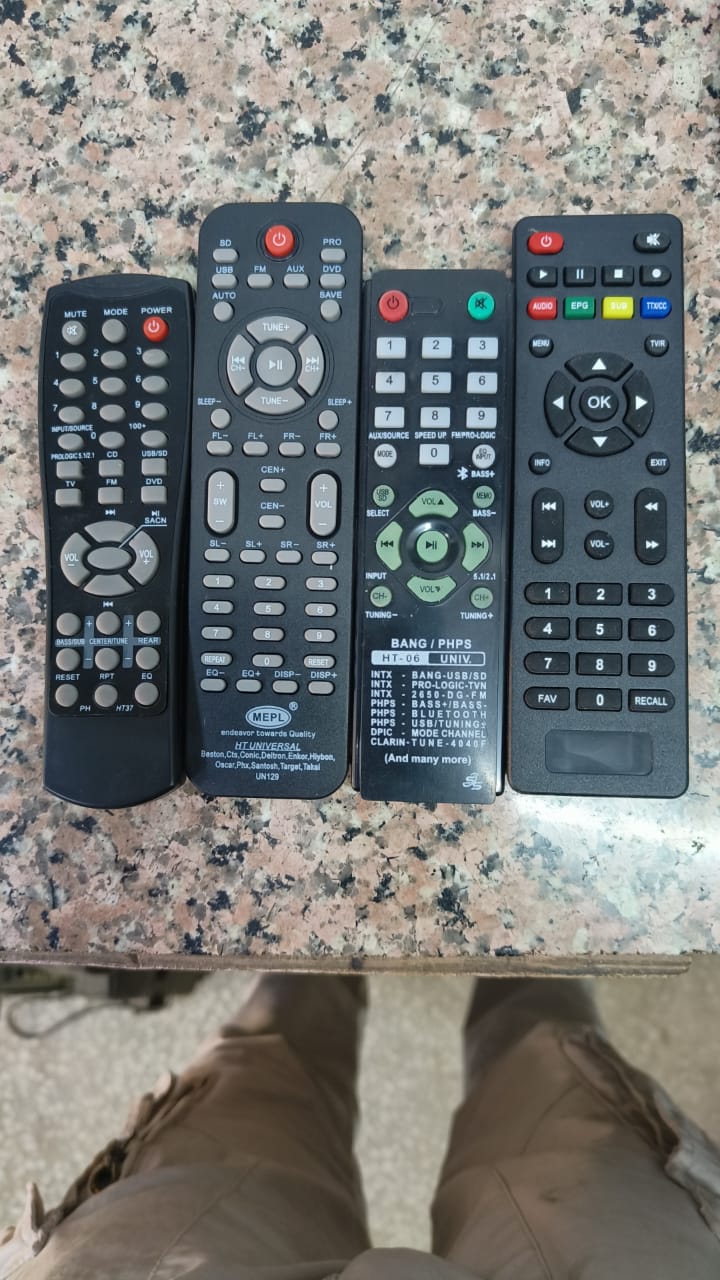 MUTE MODE POWER
1 2 3
4 5 6
7 8 9
INPUT/SOURCE 0 100+
PROLOGIC 5.1/2.1 CD USB/SD
TV FM DVD
SACN
VOL - VOL +
+ +
BASS/SUB CENTER/TUNE REAR
- -
RESET RPT EQ
PH HT37
SD PRO
USB FM AUX DVD
AUTO SAVE
TUNE+
CH- CH+
TUNE-
SLEEP- SLEEP+
FL- FL+ FR- FR+
CEN+
+ SW - + VOL -
CEN-
SL- SL+ SR- SR+
1 2 3
4 5 6
7 8 9
REPEAT 0 RESET
EQ- EQ+ DISP- DISP+
MEPL ®
endeavor towards Quality
HT UNIVERSAL
Beston,Cts,Conic,Deltron,Enkor,Hiybon,
Oscar,Phx,Santosh,Target,Takai
UN129
1 2 3
4 5 6
7 8 9
AUX/SOURCE SPEED UP FM/PRO-LOGIC
MODE 0 EQ INPUT
BASS+
USB SD VOL MEMO
SELECT BASS-
INPUT 5.1/2.1
CH- VOL CH+
TUNING- TUNING+
BANG / PHPS
HT-06 UNIV.
INTX - BANG-USB/SD
INTX - PRO-LOGIC-TVN
INTX - 2650-DG-FM
PHPS - BASS+/BASS-
PHPS - BLUETOOTH
PHPS - USB/TUNING±
DPIC - MODE CHANNEL
CLARIN-TUNE-4040F
(And many more)
AUDIO EPG SUB TTX/CC
MENU TV/R
OK
INFO EXIT
VOL+
VOL-
1 2 3
4 5 6
7 8 9
FAV 0 RECALL